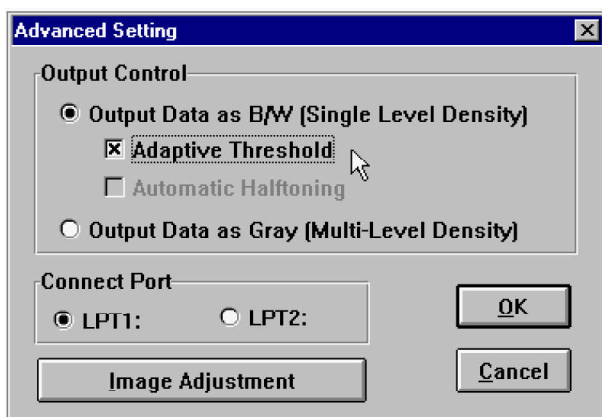 Advanced Setting
Output Control
Output Data as B/W (Single Level Density)
Adaptive Threshold
Automatic Halftoning
Output Data as Gray (Multi-Level Density)
Connect Port
LPT1: LPT2:
OK
Image Adjustment
Cancel